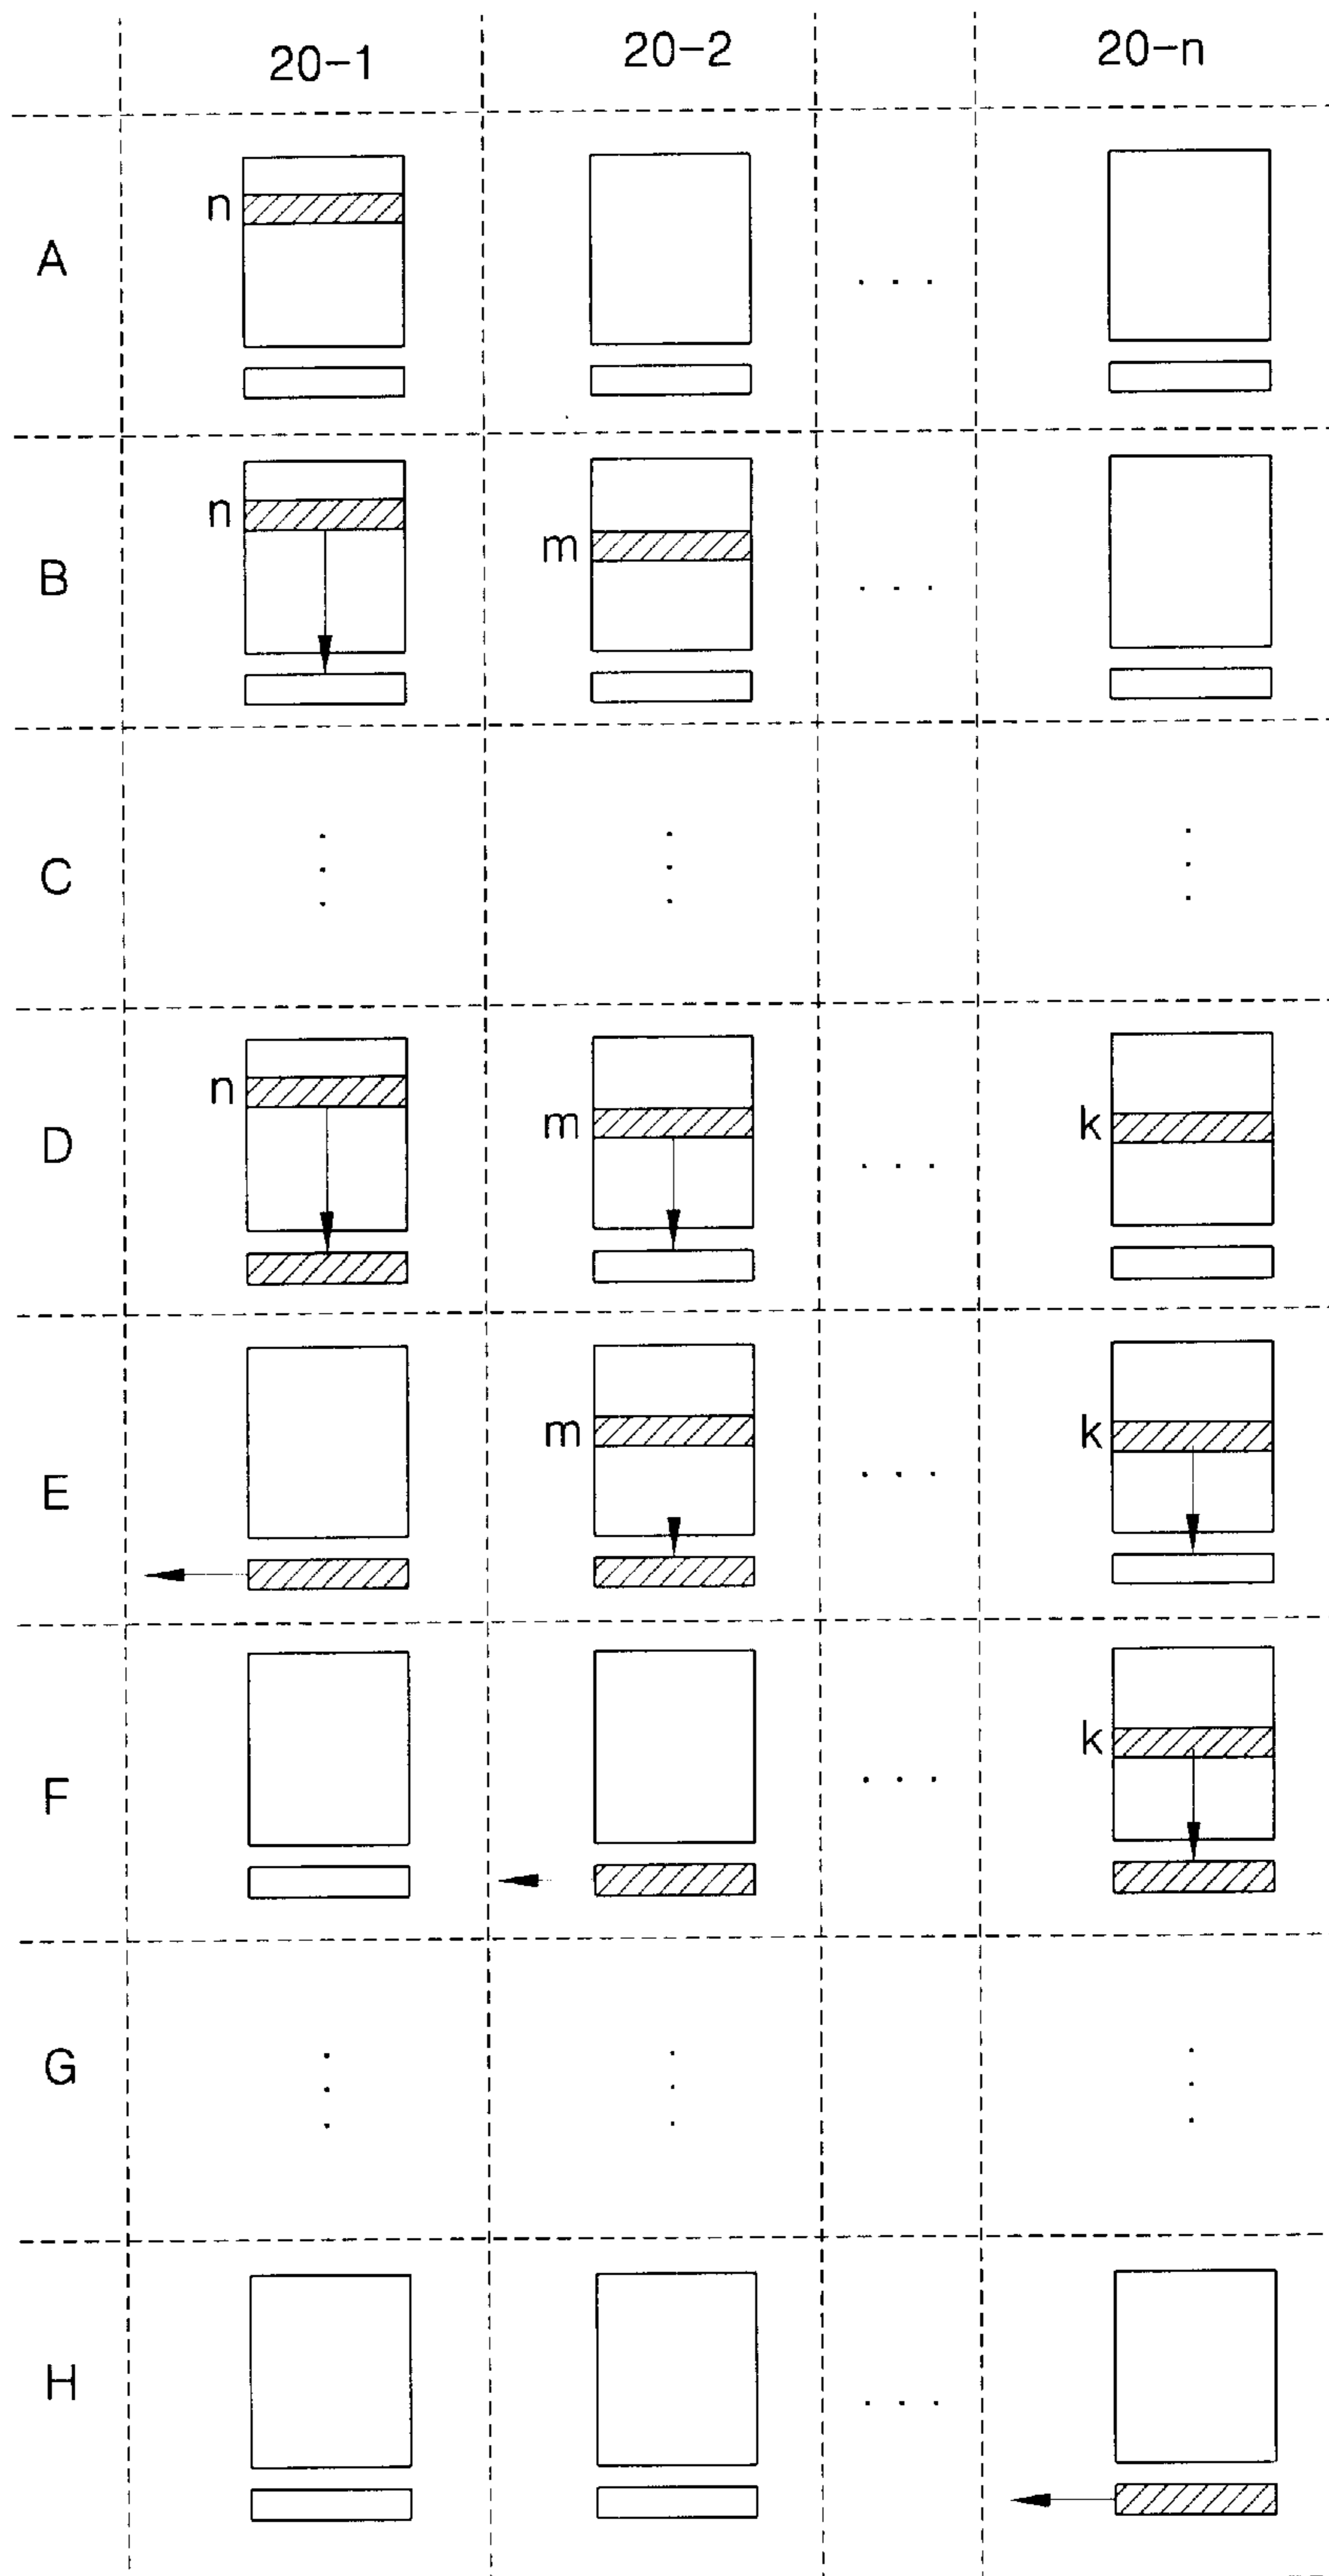 20-1 20-2 20-n
n
A
. . .
n
m
B
. . .
C
n
m
k
D
. . .
m
k
E
. . .
k
F
. . .
G
H
. . .